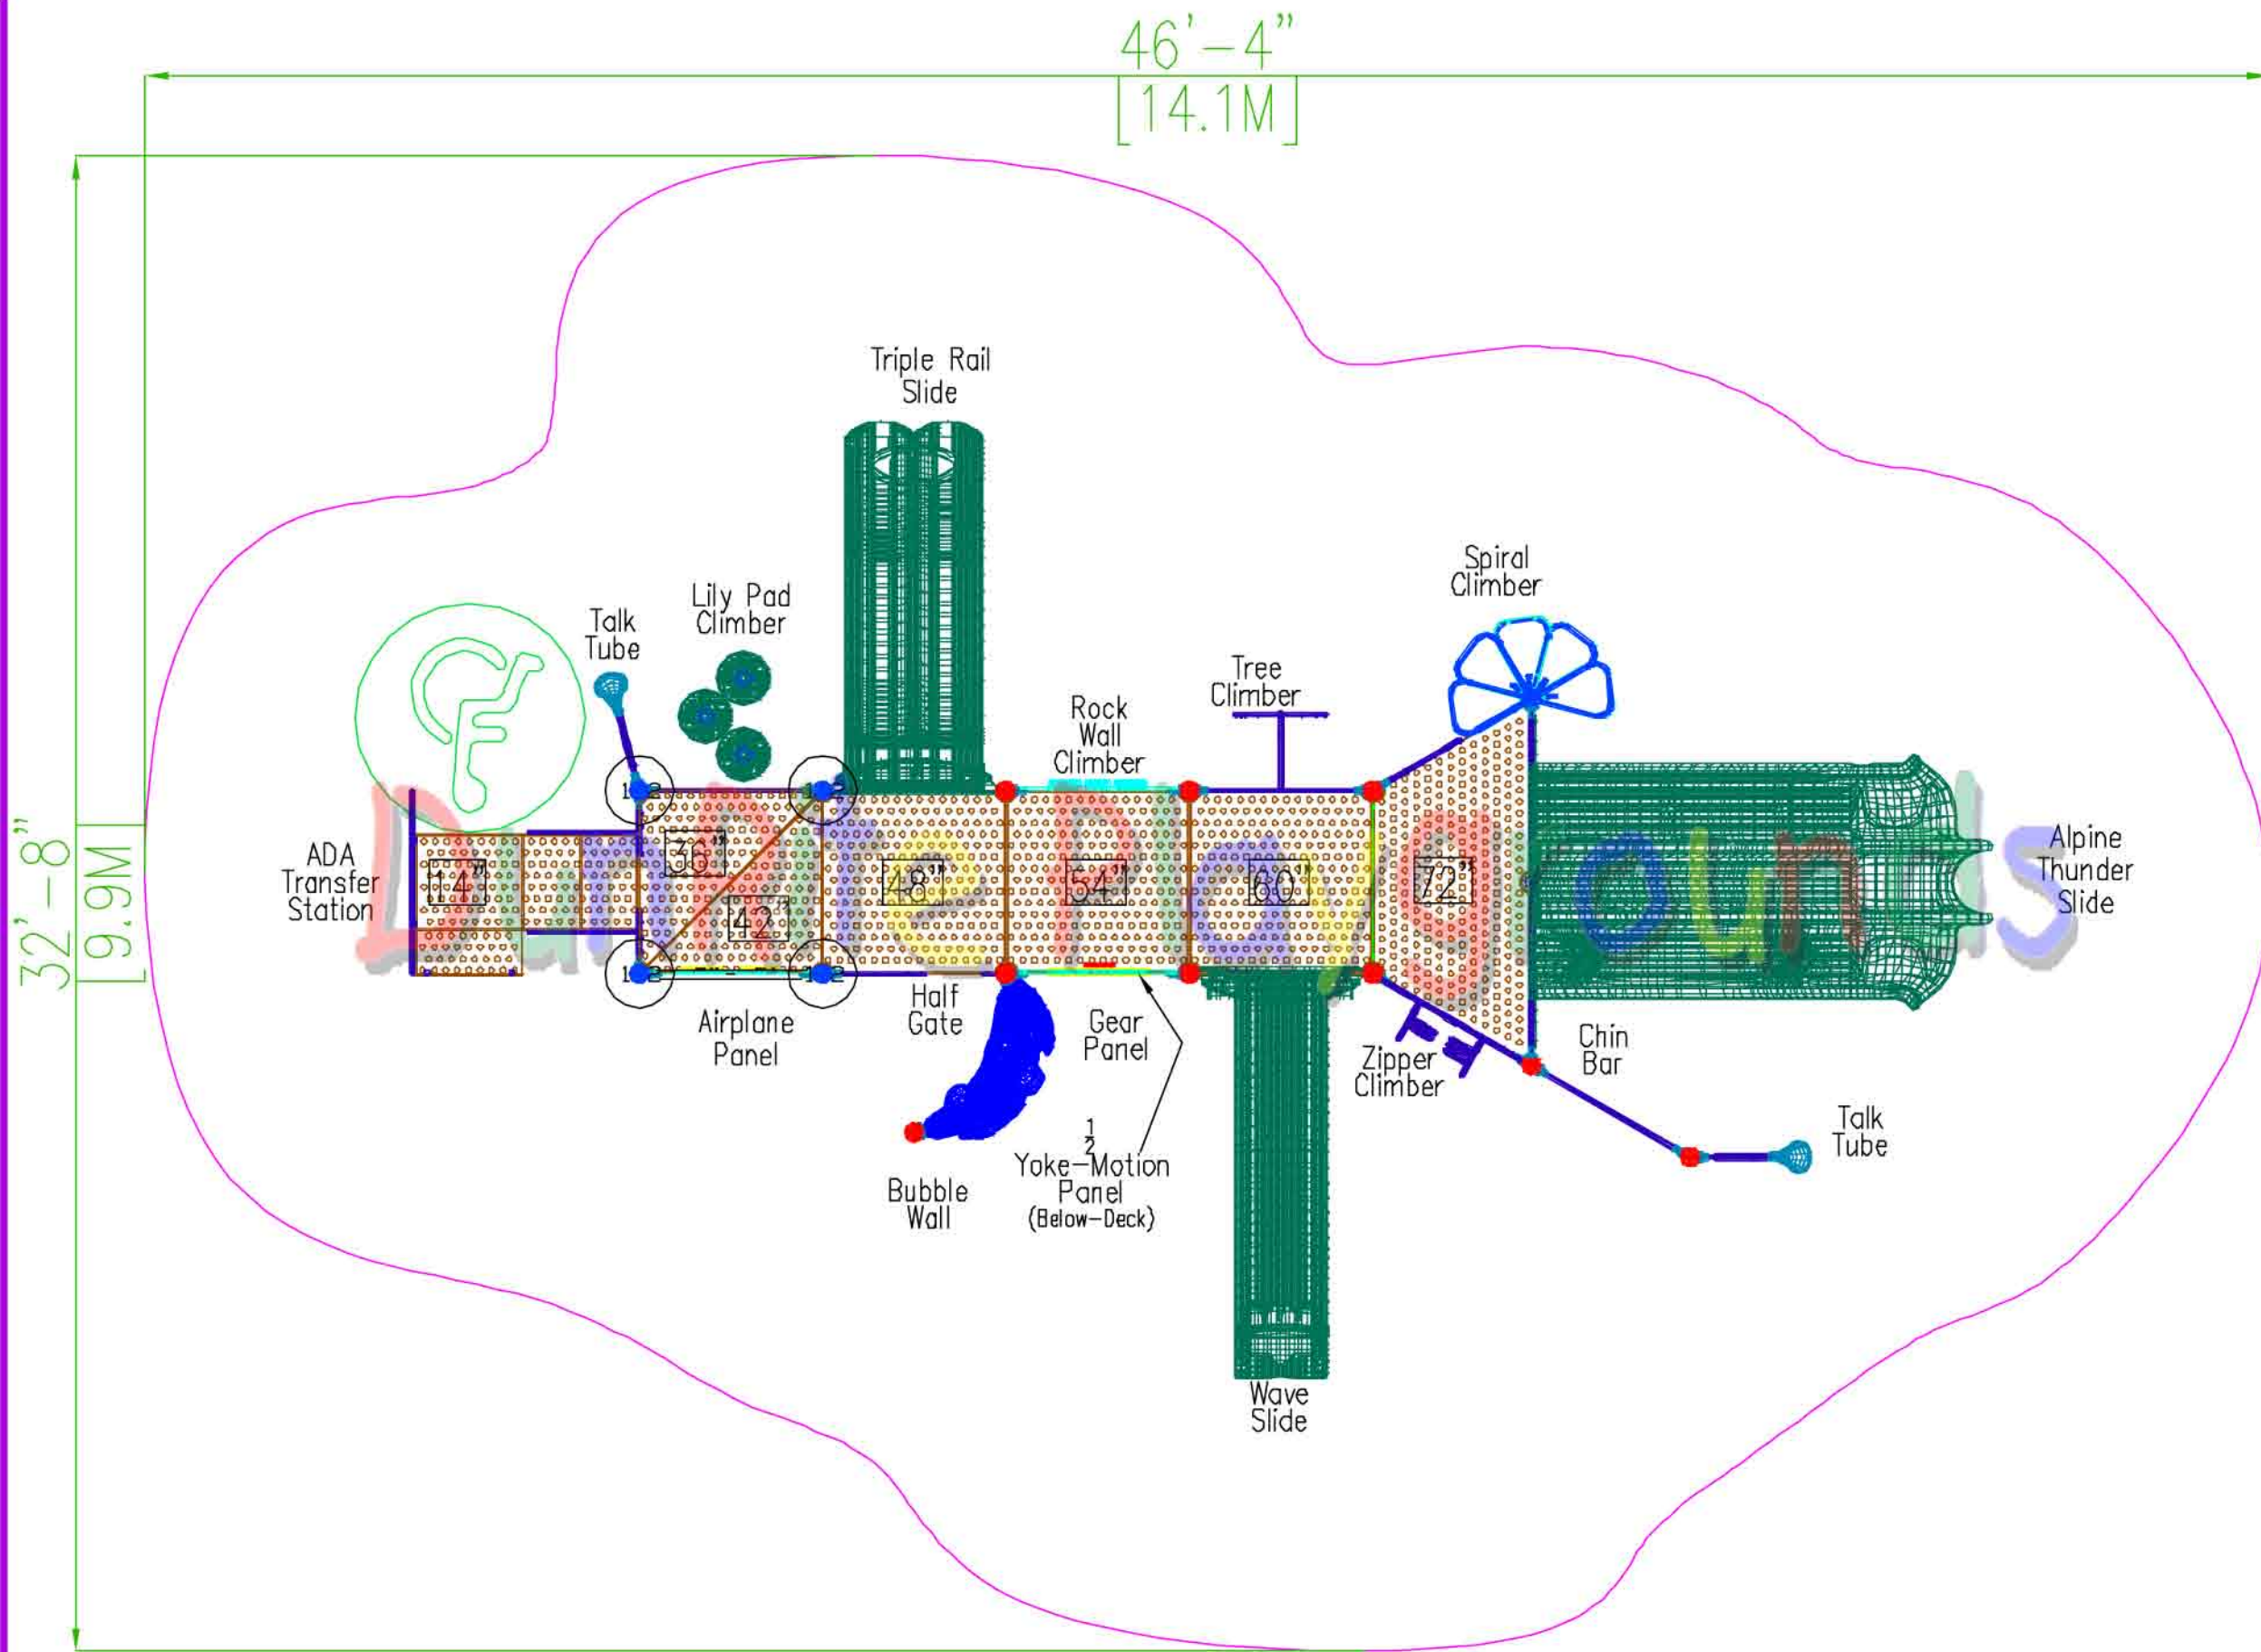 46'-4"
[14.1M]
32'-8"
[9.9M]
Triple Rail
Slide
Spiral
Climber
Lily Pad
Climber
Talk
Tube
Tree
Climber
Rock
Wall
Climber
ADA
Transfer
Station
14"
36"
42"
48"
54"
60"
72"
DunRite Playgrounds
Alpine
Thunder
Slide
Airplane
Panel
Half
Gate
Gear
Panel
Zipper
Climber
Chin
Bar
Talk
Tube
Bubble
Wall
1/2
Yoke-Motion
Panel
(Below-Deck)
Wave
Slide